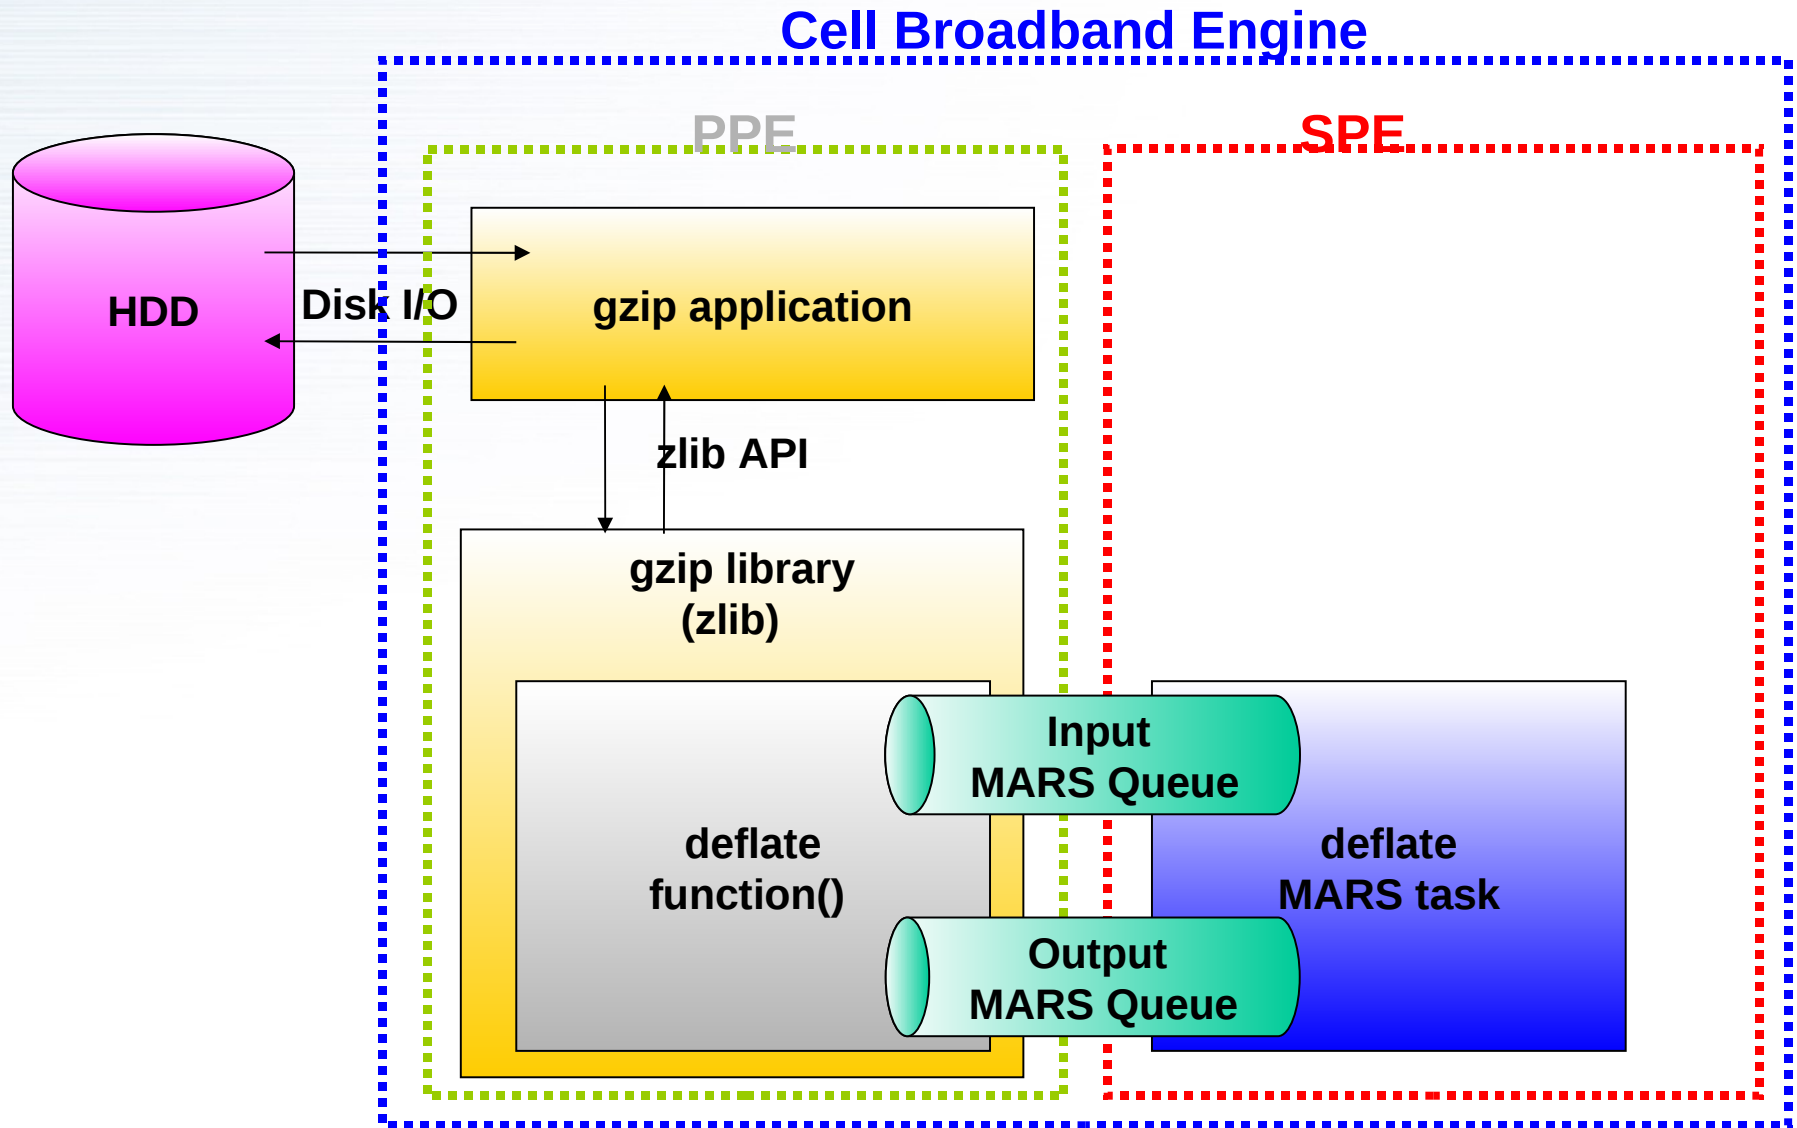 Cell Broadband Engine
PPE
SPE
HDD
Disk I/O
gzip application
zlib API
gzip library
(zlib)
Input
MARS Queue
deflate
function()
deflate
MARS task
Output
MARS Queue